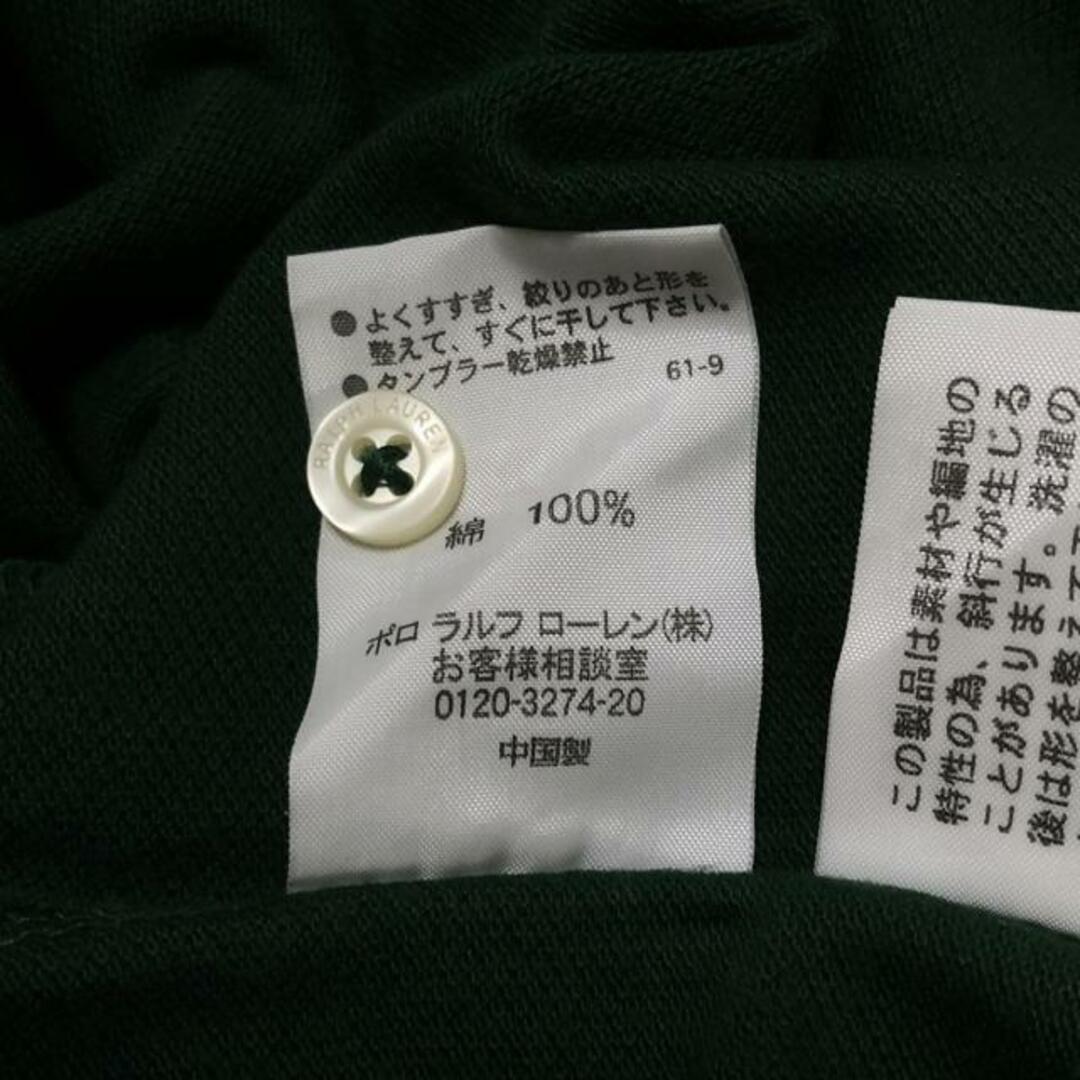 ●よくすすぎ、絞りのあと形を
整えて、すぐに干して下さい。
●タンブラー乾燥禁止
61-9
RALPH LAUREN
綿 100%
ポロ ラルフ ローレン(株)
お客様相談室
0120-3274-20
中国製
この製品は素材や編地の
特性の為、斜行が生じる
ことがあります。洗濯の
後は形を整えて